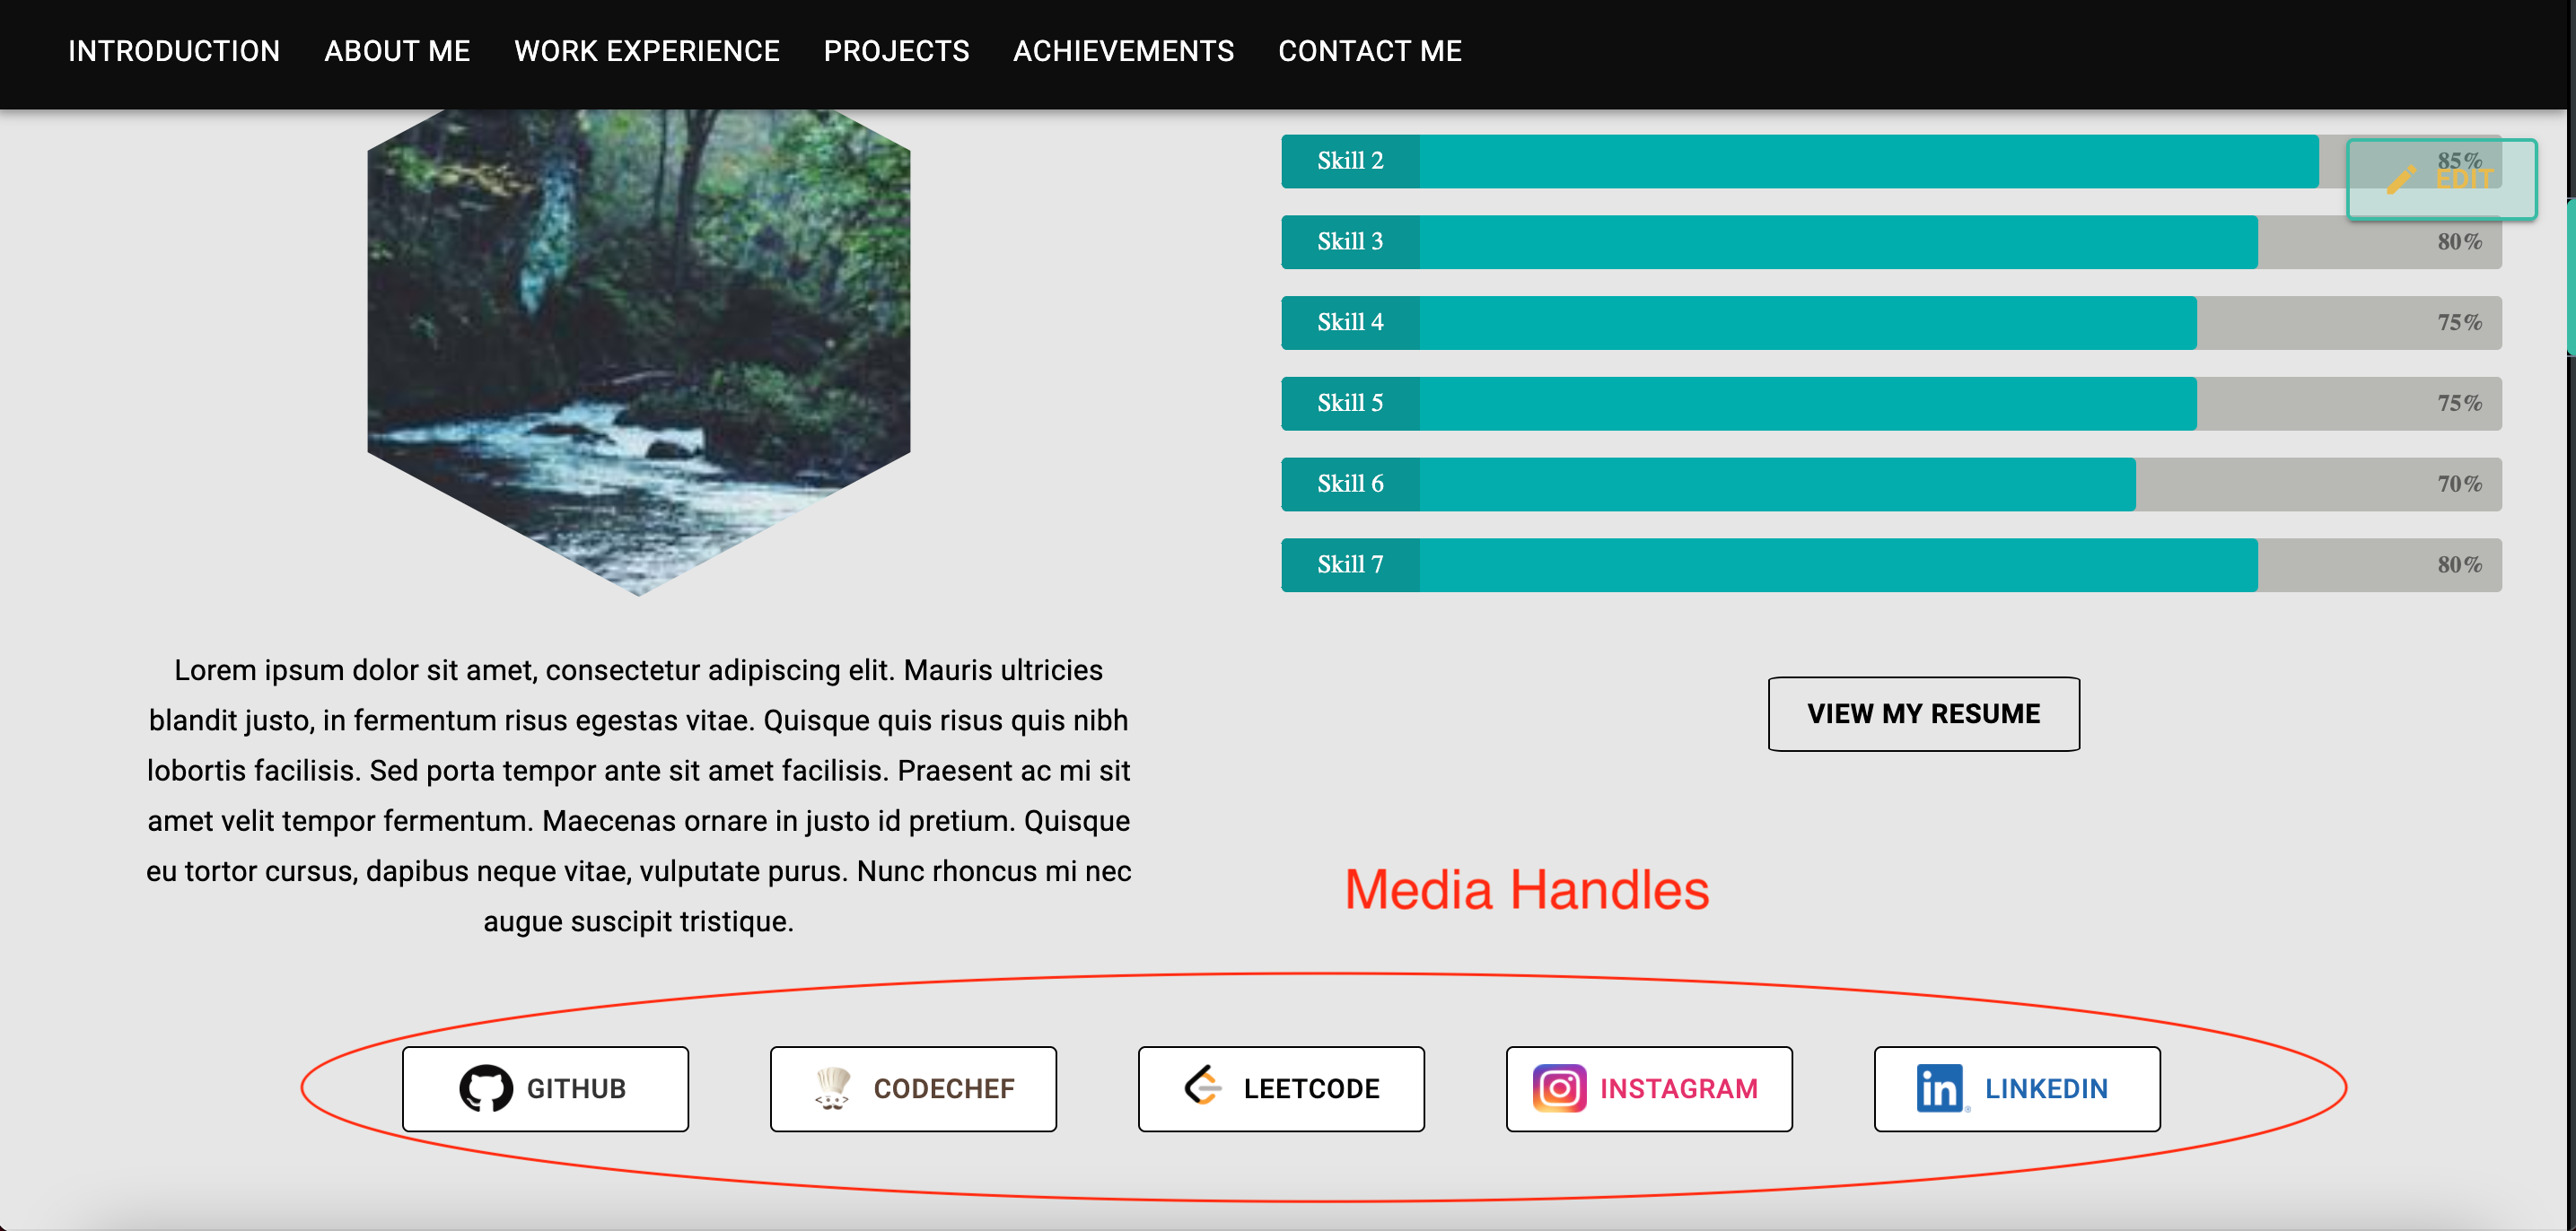 INTRODUCTION ABOUT ME WORK EXPERIENCE PROJECTS ACHIEVEMENTS CONTACT ME
Skill 2 85%
EDIT
Skill 3 80%
Skill 4 75%
Skill 5 75%
Skill 6 70%
Skill 7 80%
Lorem ipsum dolor sit amet, consectetur adipiscing elit. Mauris ultricies
blandit justo, in fermentum risus egestas vitae. Quisque quis risus quis nibh
lobortis facilisis. Sed porta tempor ante sit amet facilisis. Praesent ac mi sit
amet velit tempor fermentum. Maecenas ornare in justo id pretium. Quisque
eu tortor cursus, dapibus neque vitae, vulputate purus. Nunc rhoncus mi nec
augue suscipit tristique.
VIEW MY RESUME
Media Handles
GITHUB CODECHEF LEETCODE INSTAGRAM LINKEDIN